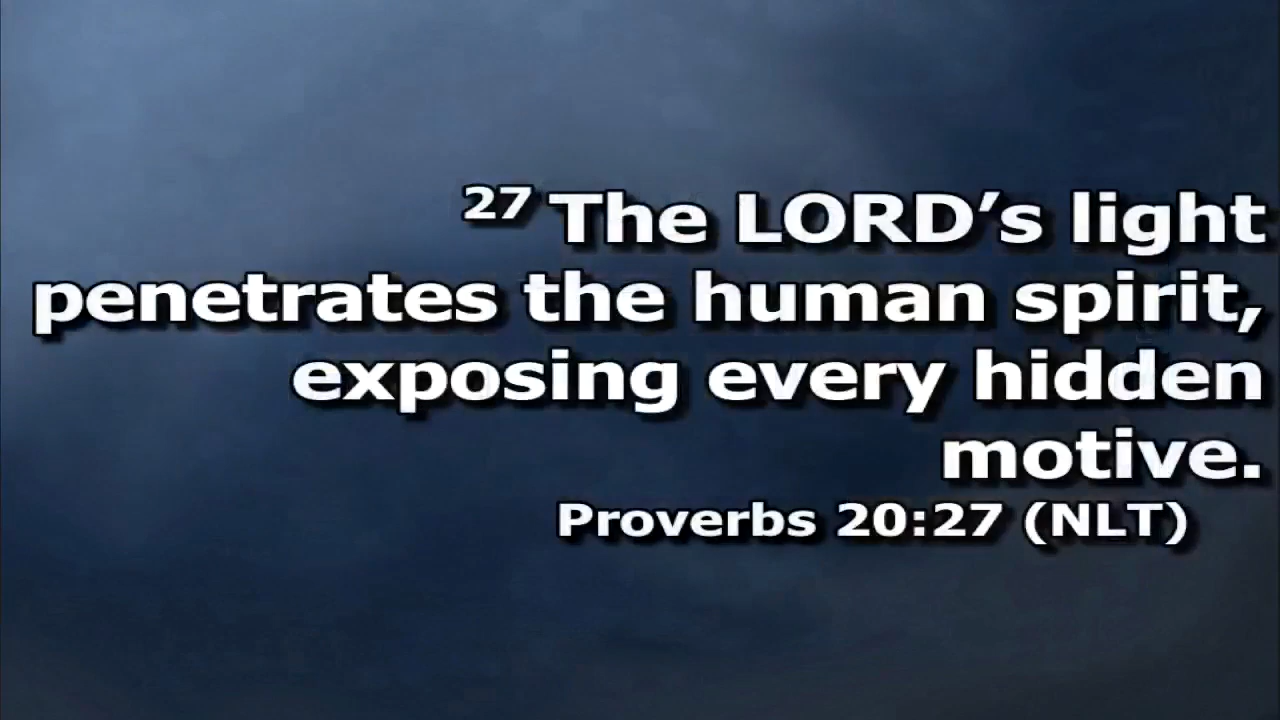 27 The LORD’s light
penetrates the human spirit,
exposing every hidden
motive.
Proverbs 20:27 (NLT)